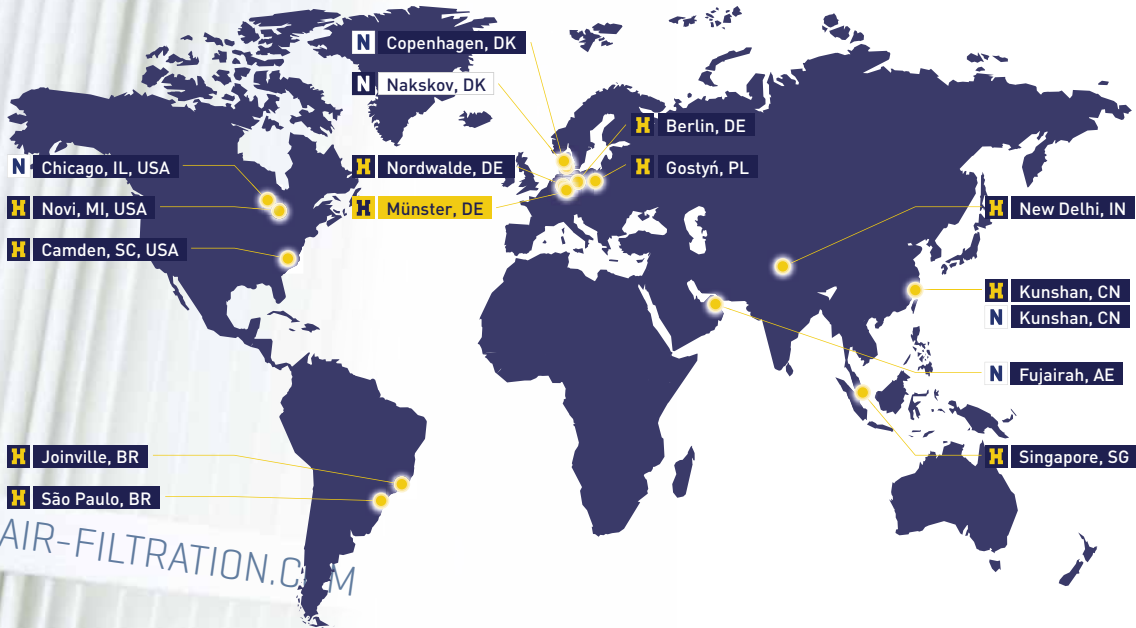 N Copenhagen, DK
N Nakskov, DK
H Berlin, DE
N Chicago, IL, USA
H Nordwalde, DE
H Gostyń, PL
H Novi, MI, USA
H Münster, DE
H New Delhi, IN
H Camden, SC, USA
H Kunshan, CN
N Kunshan, CN
N Fujairah, AE
H Joinville, BR
H Singapore, SG
H São Paulo, BR
AIR-FILTRATION.COM